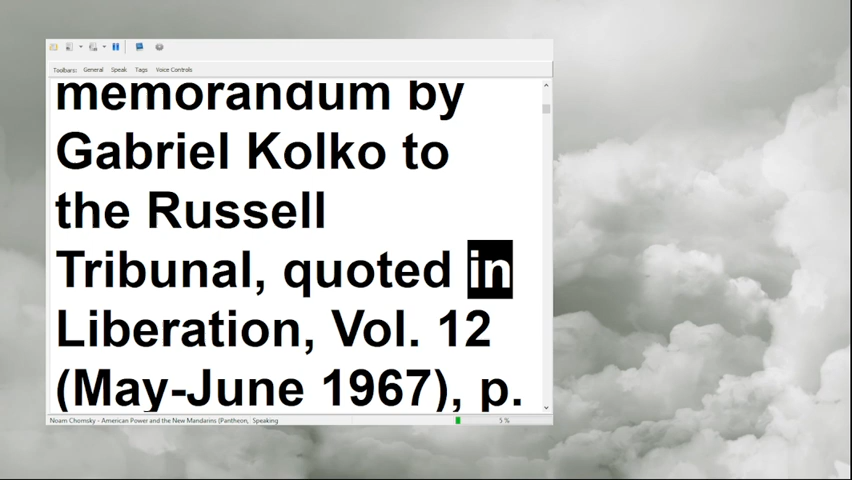 Toolbars: General Speak Tags Voice Controls
memorandum by
Gabriel Kolko to
the Russell
Tribunal, quoted in
Liberation, Vol. 12
(May-June 1967), p.
Noam Chomsky - American Power and the New Mandarins (Pantheon, Speaking 5 %